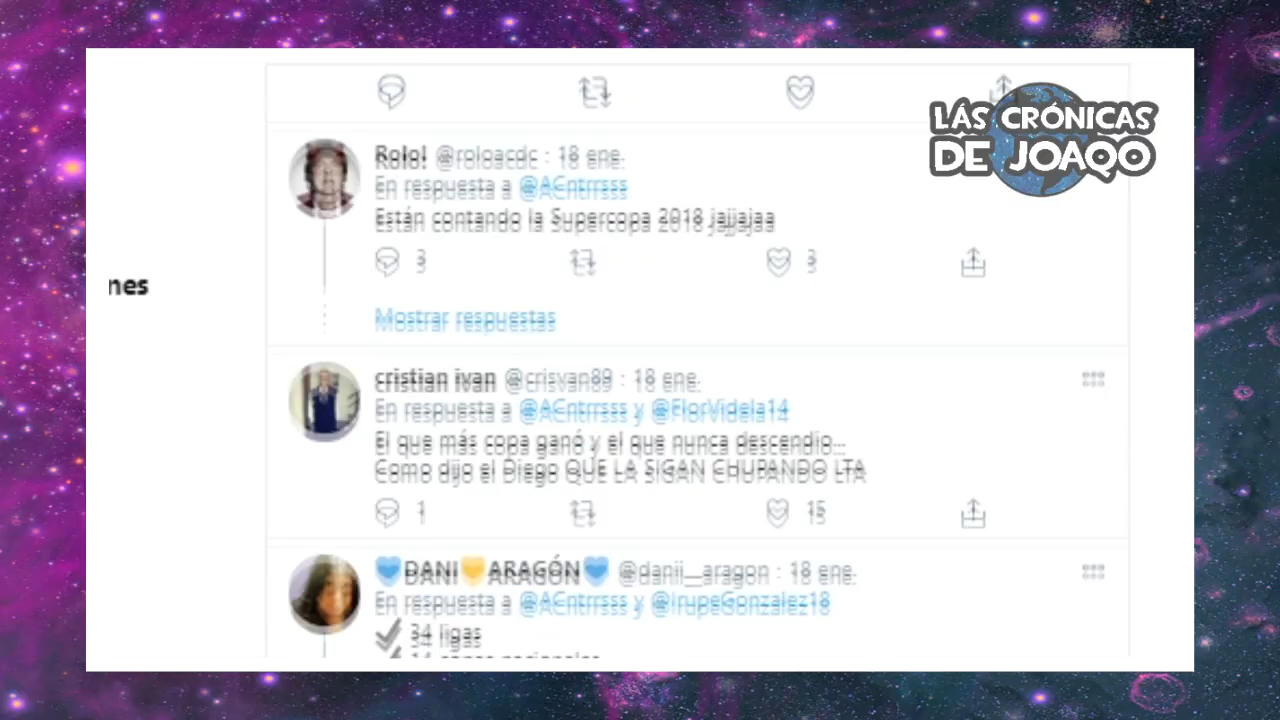 LÁS CRÓNICAS
DE JOAQO
Rolo! @roloacdc · 18 ene.
En respuesta a @ACntrrsss
Están contando la Supercopa 2018 jajjajaa
3 3
Mostrar respuestas
nes
cristian ivan @crisvan89 · 18 ene.
En respuesta a @ACntrrsss y @FlorVidela14
El que más copa ganó y el que nunca descendio...
Como dijo el Diego QUE LA SIGAN CHUPANDO LTA
1 15
💙DANI💛ARAGÓN💙 @danii__aragon · 18 ene.
En respuesta a @ACntrrsss y @IrupeGonzalez18
✔ 34 ligas